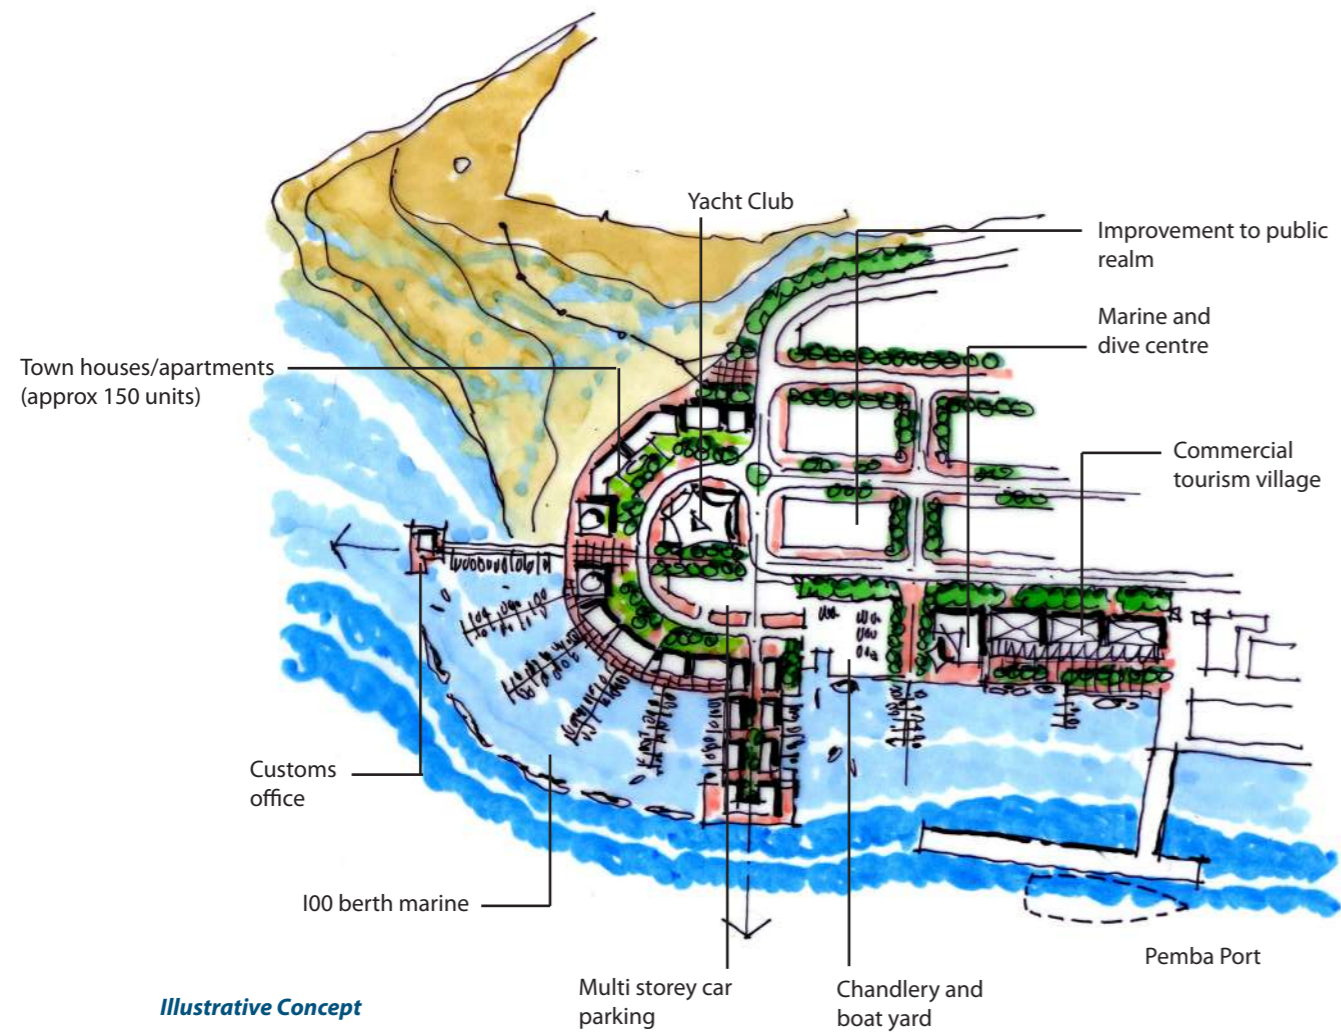 Yacht Club
Improvement to public
realm
Marine and
dive centre
Town houses/apartments
(approx 150 units)
Commercial
tourism village
Customs
office
I00 berth marine
Pemba Port
Multi storey car
parking
Chandlery and
boat yard
Illustrative Concept